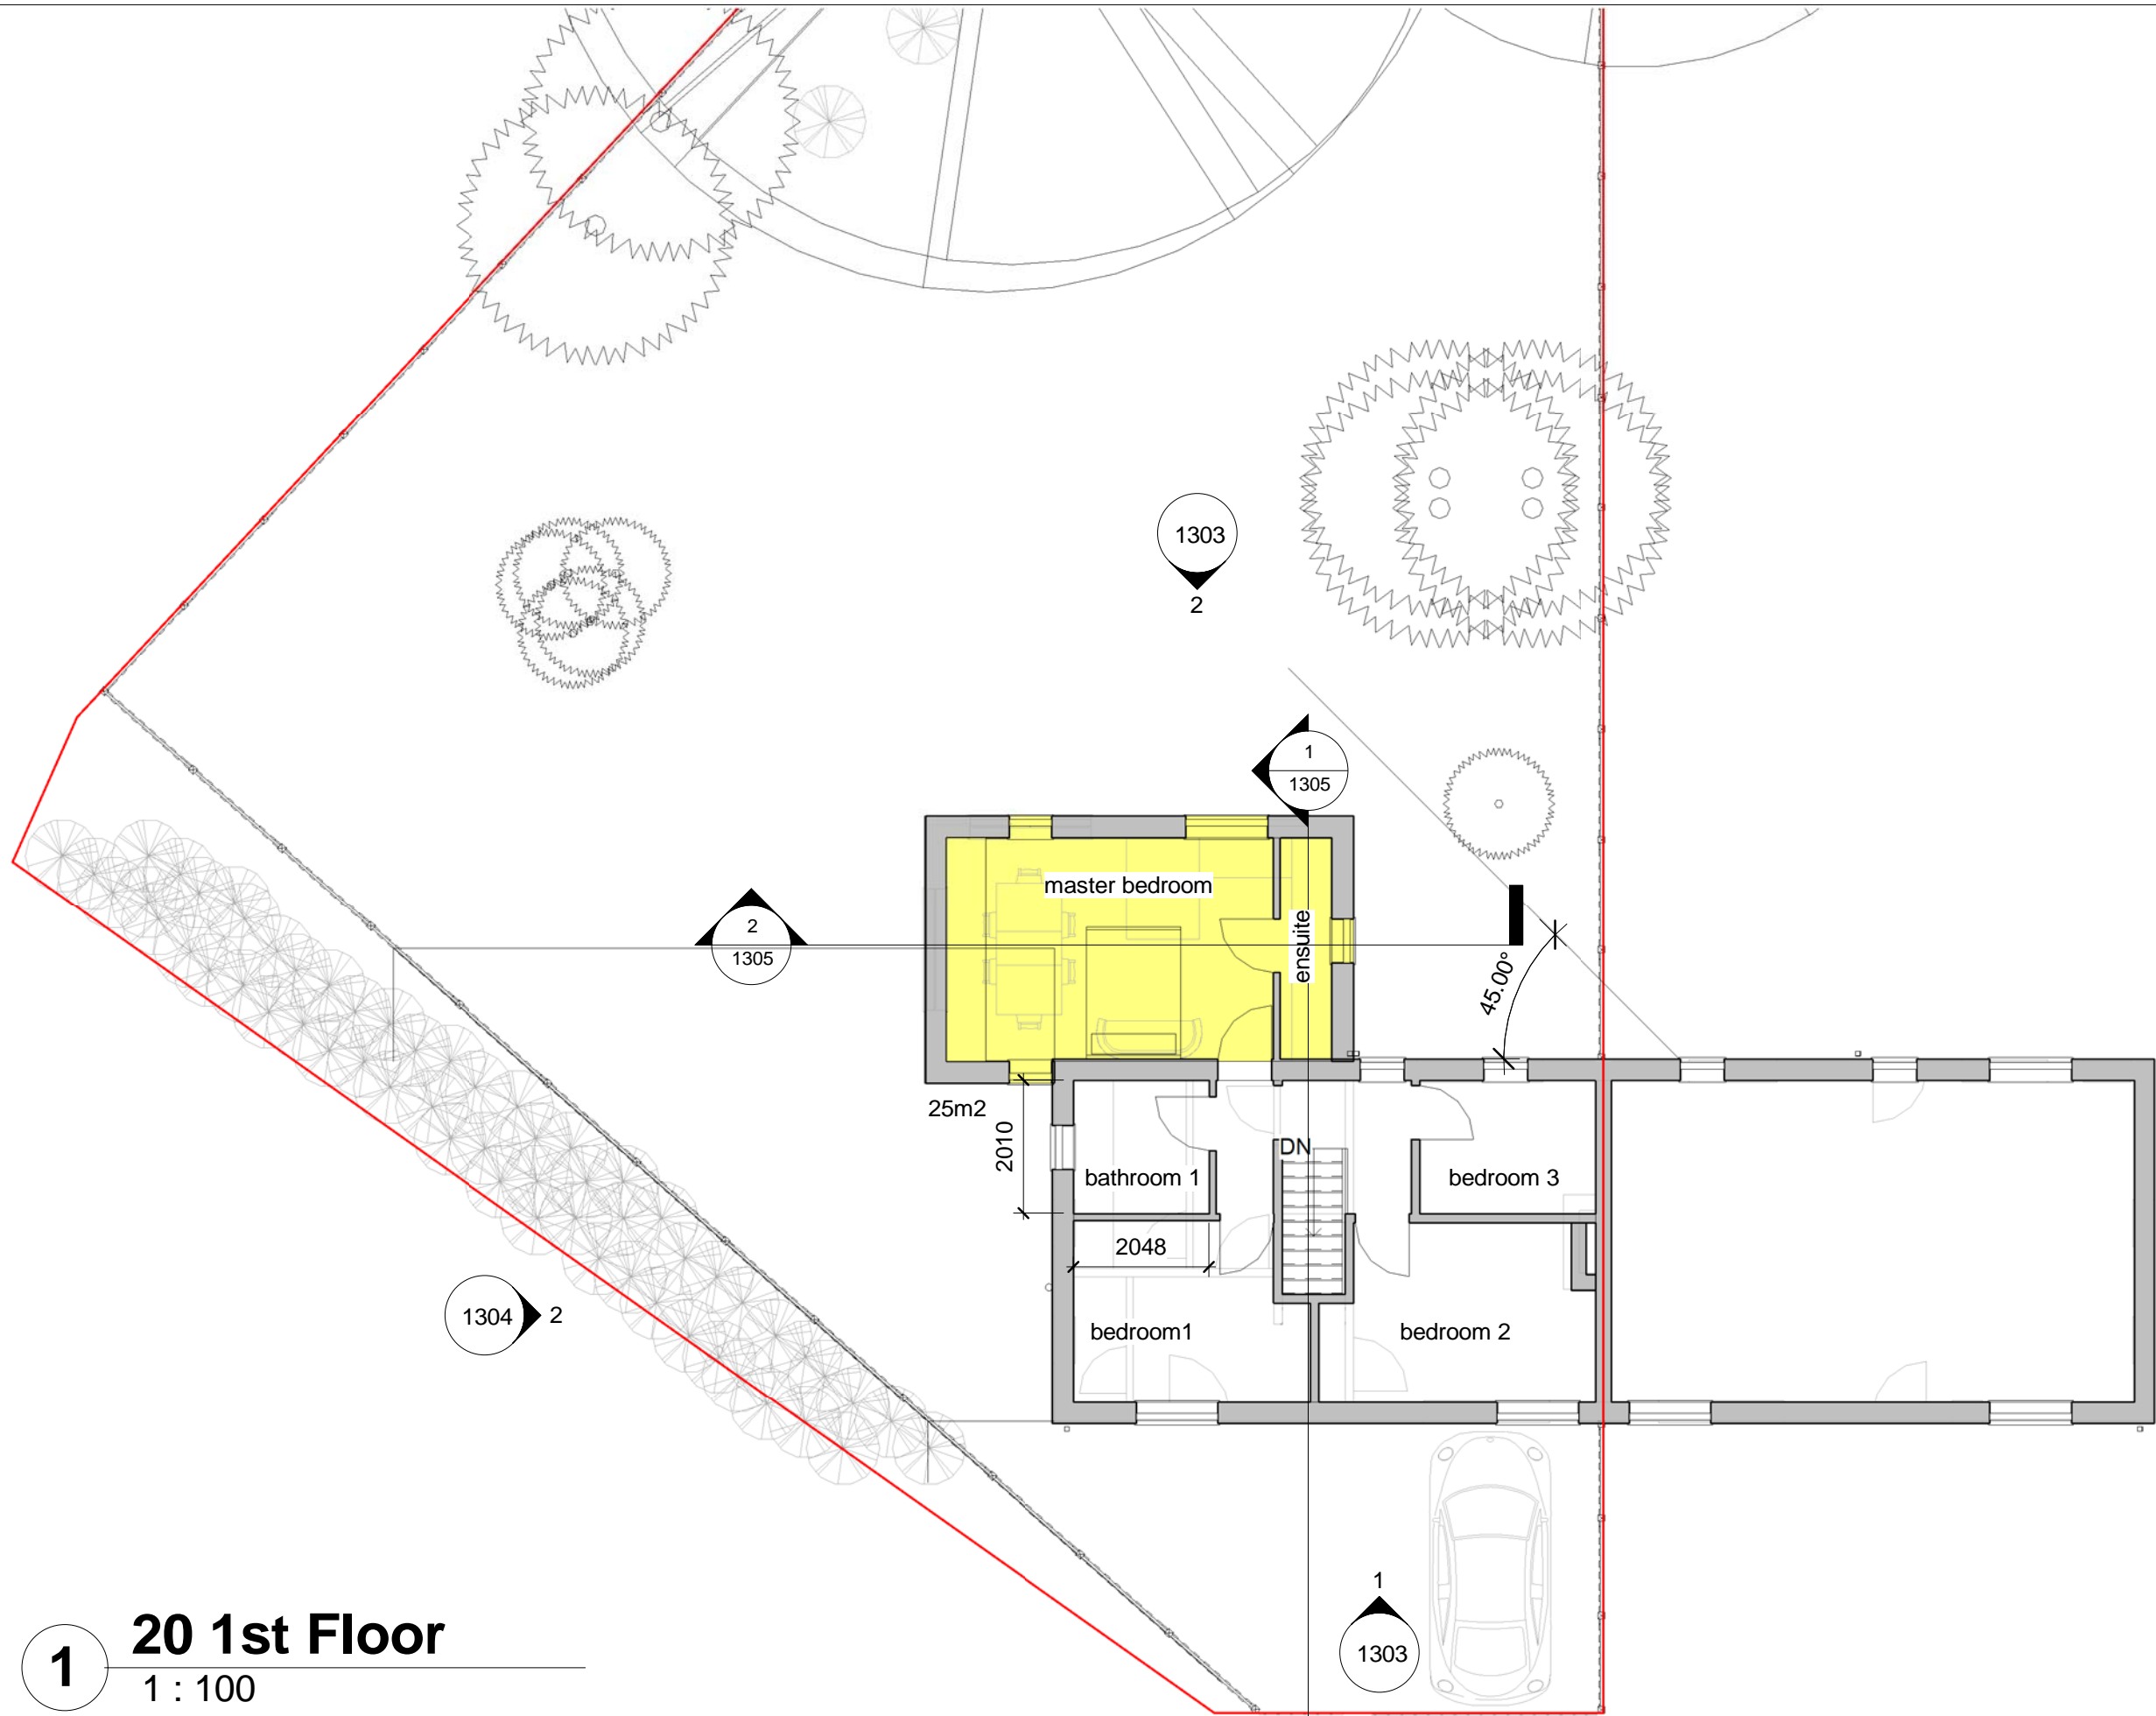 1303
2
1
1305
master bedroom
ensuite
2
1305
45.00°
25m2
2010
DN
bathroom 1
bedroom 3
2048
1304
2
bedroom1
bedroom 2
1
1303
1
20 1st Floor
1 : 100